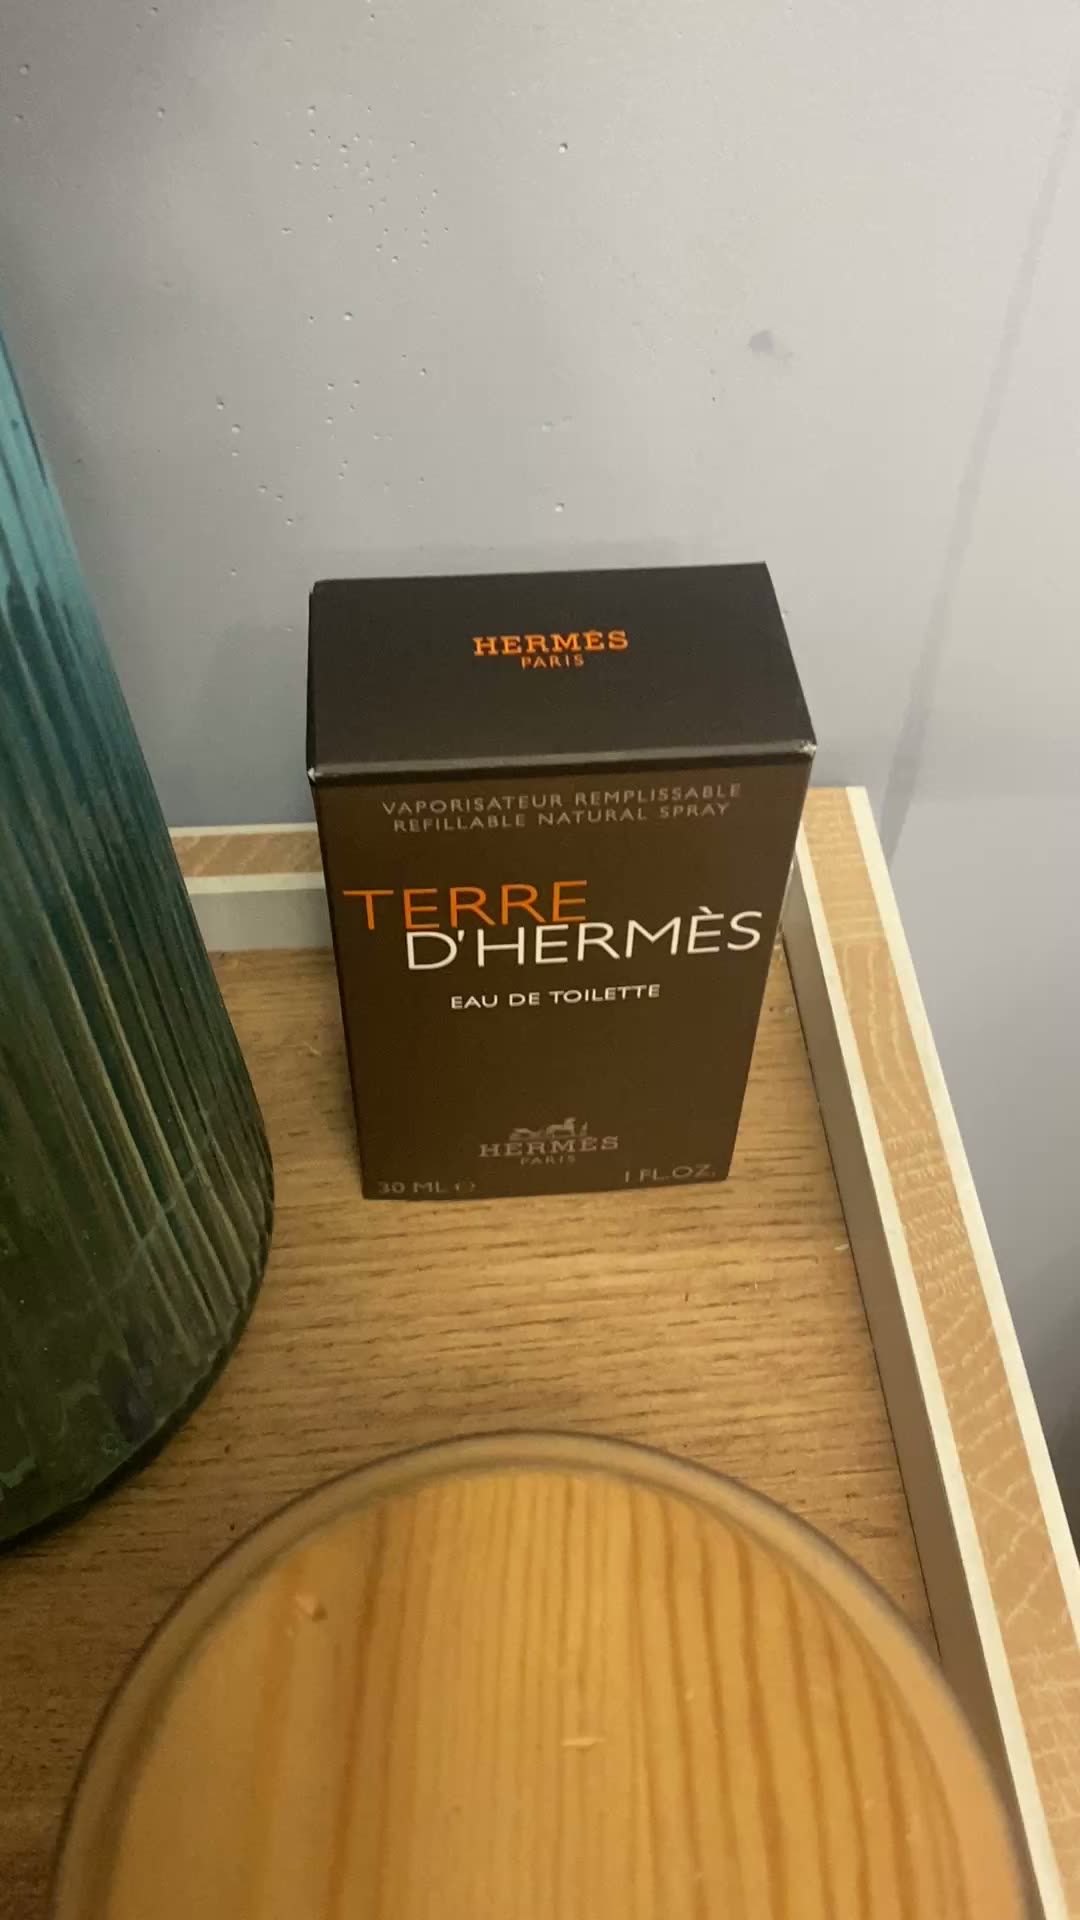 HERMÈS
PARIS
VAPORISATEUR REMPLISSABLE
REFILLABLE NATURAL SPRAY
TERRE
D'HERMÈS
EAU DE TOILETTE
HERMÈS
PARIS
30 ML ℮ 1 FL.OZ.